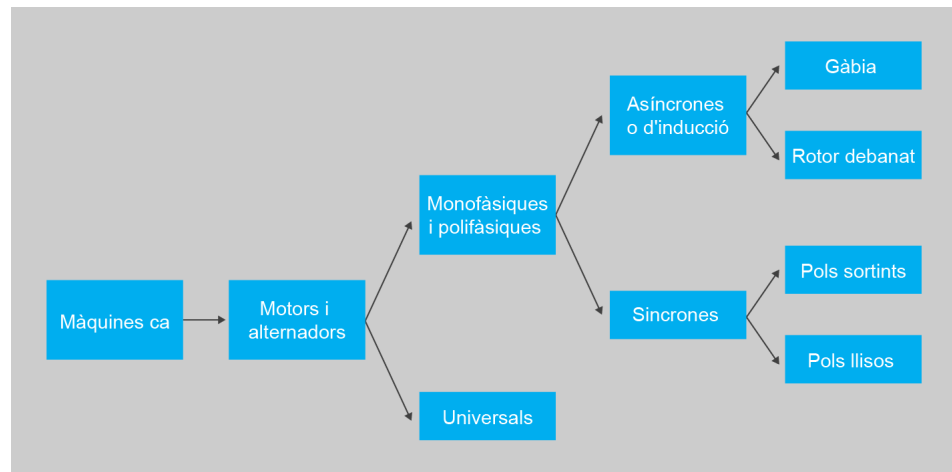 Màquines ca
Motors i
alternadors
Monofàsiques
i polifàsiques
Universals
Asíncrones
o d'inducció
Sincrones
Gàbia
Rotor debanat
Pols sortints
Pols llisos